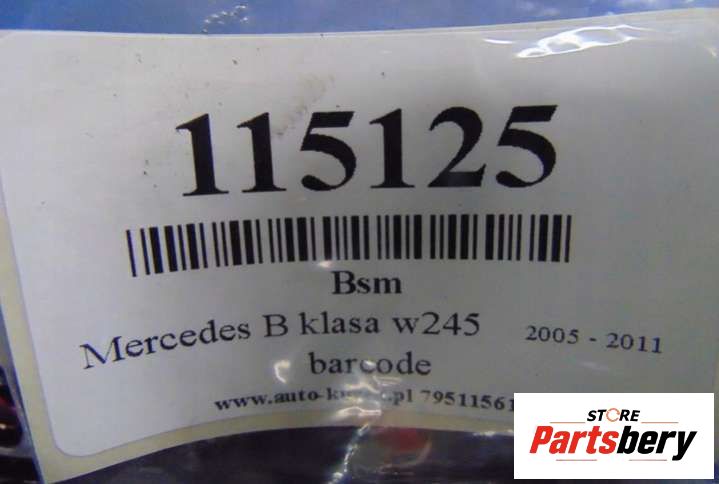 115125
Bsm
Mercedes B klasa w245 2005 - 2011
barcode
STORE
Partsbery